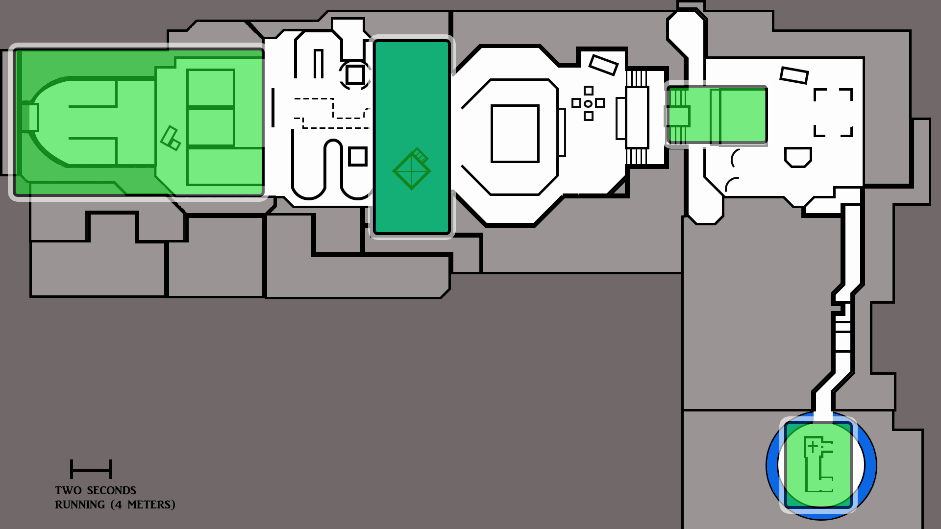 TWO SECONDS
RUNNING (4 METERS)